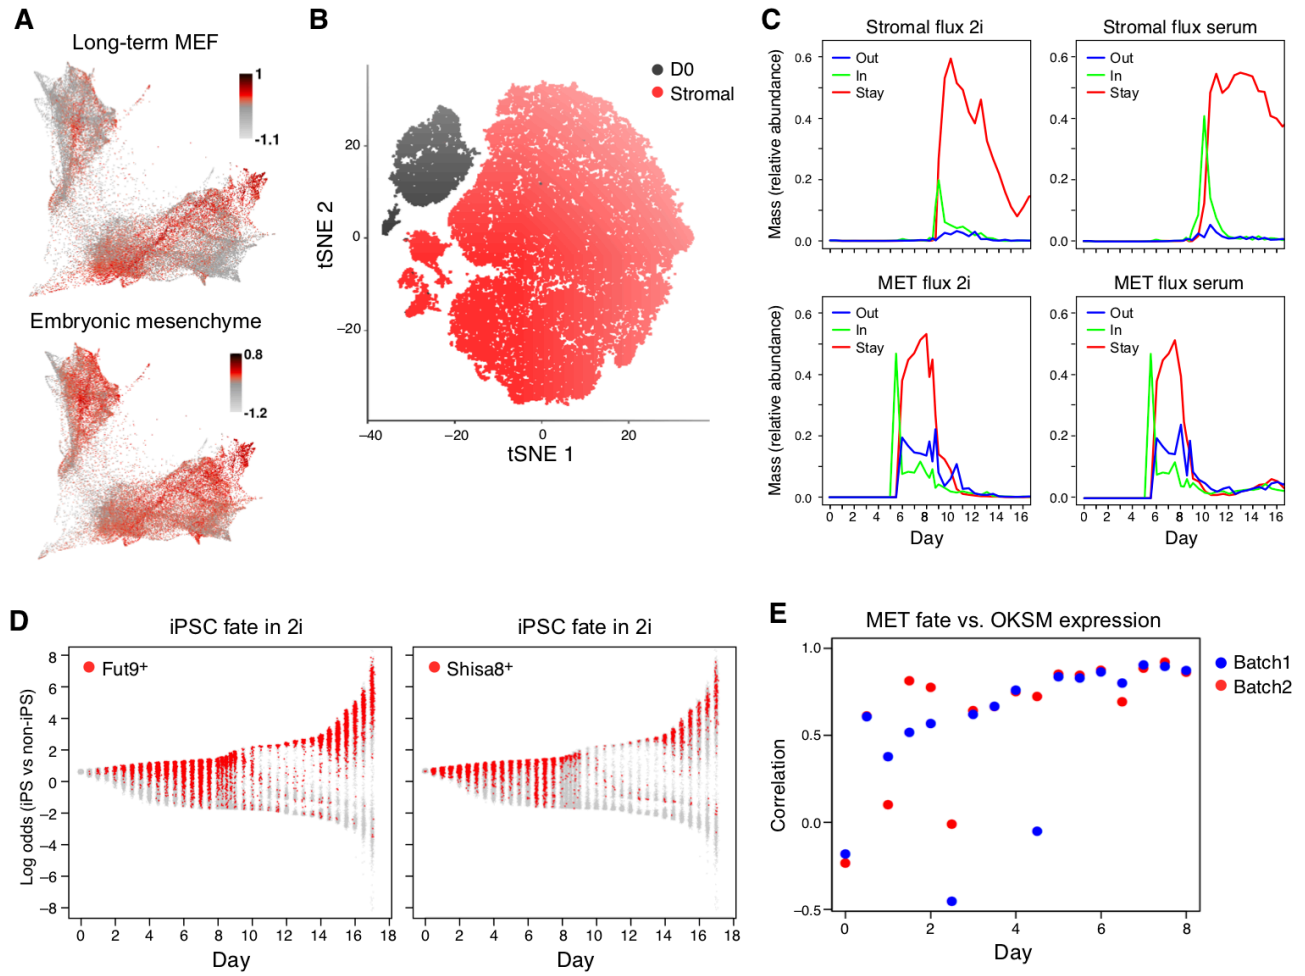 A
Long-term MEF
1
-1.1
Embryonic mesenchyme
0.8
-1.2
B
D0
Stromal
20
0
−20
−40
−20
0
20
tSNE 2
tSNE 1
C
Stromal flux 2i
Out
In
Stay
0.6
0.4
0.2
0.0
Mass (relative abundance)
Stromal flux serum
Out
In
Stay
0.6
0.4
0.2
0.0
MET flux 2i
Out
In
Stay
0.6
0.4
0.2
0.0
Mass (relative abundance)
0 2 4 6 8 10 12 14 16
Day
MET flux serum
Out
In
Stay
0.6
0.4
0.2
0.0
0 2 4 6 8 10 12 14 16
Day
D
iPSC fate in 2i
Fut9+
8
6
4
2
0
−2
−4
−6
−8
Log odds (iPS vs non-iPS)
0 2 4 6 8 10 12 14 16 18
Day
iPSC fate in 2i
Shisa8+
0 2 4 6 8 10 12 14 16 18
Day
E
MET fate vs. OKSM expression
Batch1
Batch2
1.0
0.5
0.0
−0.5
Correlation
0 2 4 6 8
Day